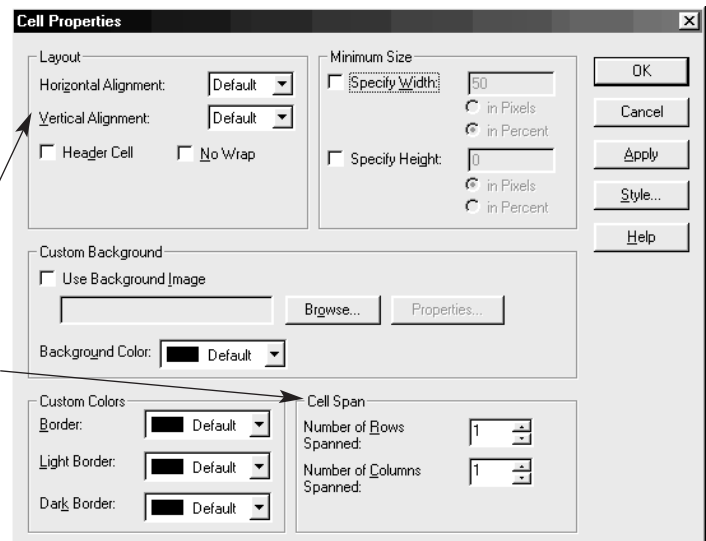 Cell Properties
Layout
Horizontal Alignment: Default
Vertical Alignment: Default
Header Cell No Wrap
Minimum Size
Specify Width: 50
in Pixels
in Percent
Specify Height: 0
in Pixels
in Percent
OK
Cancel
Apply
Style...
Help
Custom Background
Use Background Image
Browse... Properties...
Background Color: Default
Custom Colors
Border: Default
Light Border: Default
Dark Border: Default
Cell Span
Number of Rows
Spanned: 1
Number of Columns
Spanned: 1